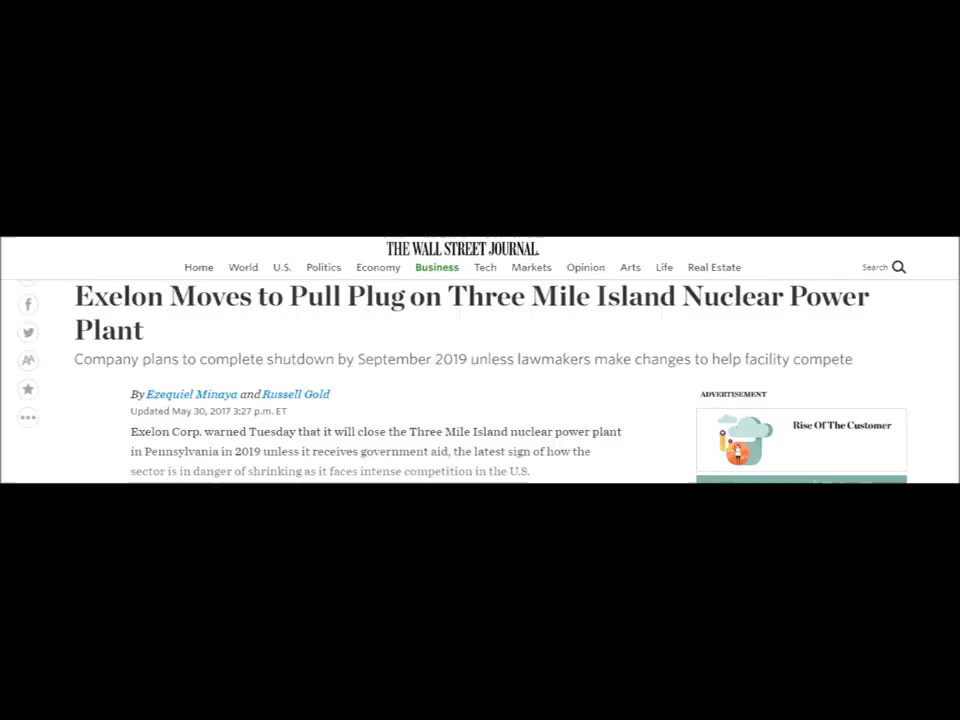 THE WALL STREET JOURNAL.
Home World U.S. Politics Economy Business Tech Markets Opinion Arts Life Real Estate Search
Exelon Moves to Pull Plug on Three Mile Island Nuclear Power
Plant
Company plans to complete shutdown by September 2019 unless lawmakers make changes to help facility compete
By Ezequiel Minaya and Russell Gold
Updated May 30, 2017 3:27 p.m. ET
Exelon Corp. warned Tuesday that it will close the Three Mile Island nuclear power plant
in Pennsylvania in 2019 unless it receives government aid, the latest sign of how the
sector is in danger of shrinking as it faces intense competition in the U.S.
ADVERTISEMENT
Rise Of The Customer